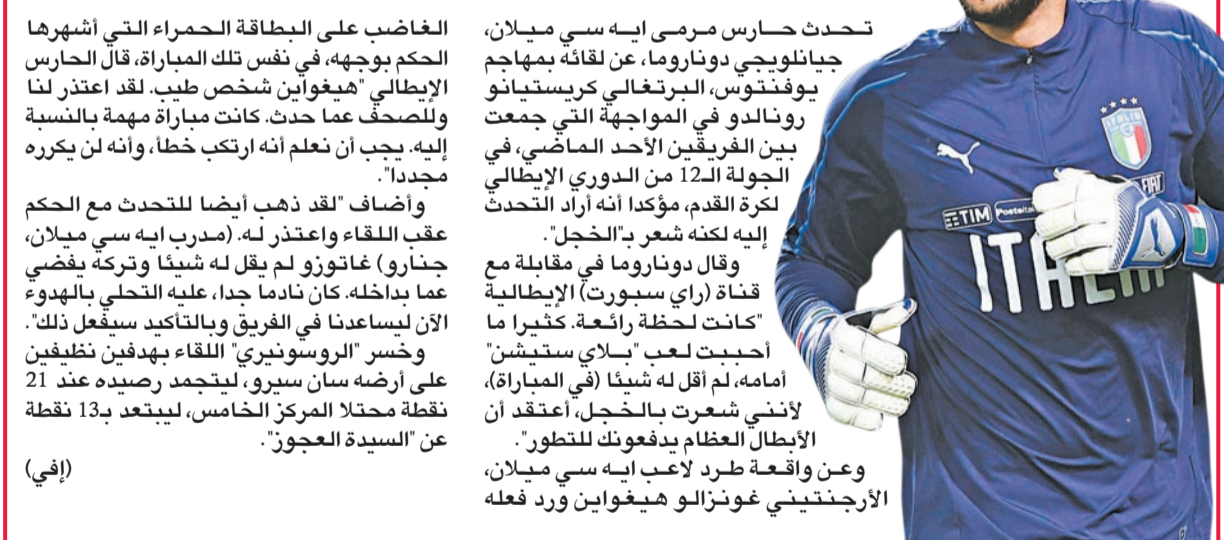 تحدث حارس مرمى ايه سي ميلان،
جيانلويجي دوناروما، عن لقائه بمهاجم
يوفنتوس، البرتغالي كريستيانو
رونالدو في المواجهة التي جمعت
بين الفريقين الأحد الماضي، في
الجولة الـ12 من الدوري الإيطالي
لكرة القدم، مؤكدا أنه أراد التحدث
إليه لكنه شعر بـ"الخجل".
وقال دوناروما في مقابلة مع
قناة (راي سبورت) الإيطالية
"كانت لحظة رائعة. كثيرا ما
أحببت لعب "بلاي ستيشن"
أمامه، لم أقل له شيئا (في المباراة)،
لأنني شعرت بالخجل، أعتقد أن
الأبطال العظام يدفعونك للتطور".
وعن واقعة طرد لاعب ايه سي ميلان،
الأرجنتيني غونزالو هيغواين ورد فعله
الغاضب على البطاقة الحمراء التي أشهرها
الحكم بوجهه، في نفس تلك المباراة، قال الحارس
الإيطالي "هيغواين شخص طيب. لقد اعتذر لنا
وللصحف عما حدث. كانت مباراة مهمة بالنسبة
إليه. يجب أن نعلم أنه ارتكب خطأ، وأنه لن يكرره
مجددا".
وأضاف "لقد ذهب أيضا للتحدث مع الحكم
عقب اللقاء واعتذر له. (مدرب ايه سي ميلان،
جنارو) غاتوزو لم يقل له شيئا وتركه يفضي
عما بداخله. كان نادما جدا، عليه التحلي بالهدوء
الآن ليساعدنا في الفريق وبالتأكيد سيفعل ذلك".
وخسر "الروسونيري" اللقاء بهدفين نظيفين
على أرضه سان سيرو، ليتجمد رصيده عند 21
نقطة محتلا المركز الخامس، ليبتعد بـ13 نقطة
عن "السيدة العجوز".
(إفي)
ITALIA
FIAT
TIM